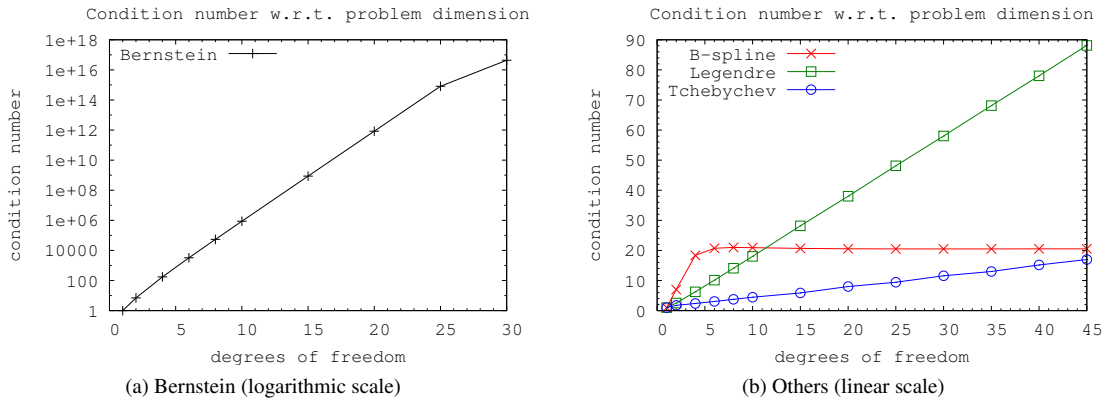 Condition number w.r.t. problem dimension
1e+18
1e+16
1e+14
1e+12
1e+10
1e+08
1e+06
10000
100
1
condition number
Bernstein
0 5 10 15 20 25 30
degrees of freedom
(a) Bernstein (logarithmic scale)
Condition number w.r.t. problem dimension
90
80
70
60
50
40
30
20
10
0
condition number
B-spline
Legendre
Tchebychev
0 5 10 15 20 25 30 35 40 45
degrees of freedom
(b) Others (linear scale)